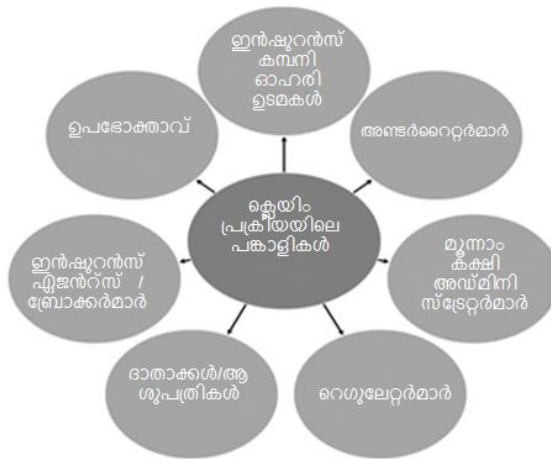 ഇൻഷുറൻസ്
കമ്പനി
ഓഹരി
ഉടമകൾ
ഉപഭോക്താവ്
അണ്ടർറൈറ്റർമാർ
ക്ലെയിം
പ്രക്രിയയിലെ
പങ്കാളികൾ
ഇൻഷുറൻസ്
ഏജൻറ്സ് /
ബ്രോക്കർമാർ
മൂന്നാം
കക്ഷി
അഡ്മിനി
സ്ട്രേറ്റർമാർ
ദാതാക്കൾ/ആ
ശുപത്രികൾ
റെഗുലേറ്റർമാർ